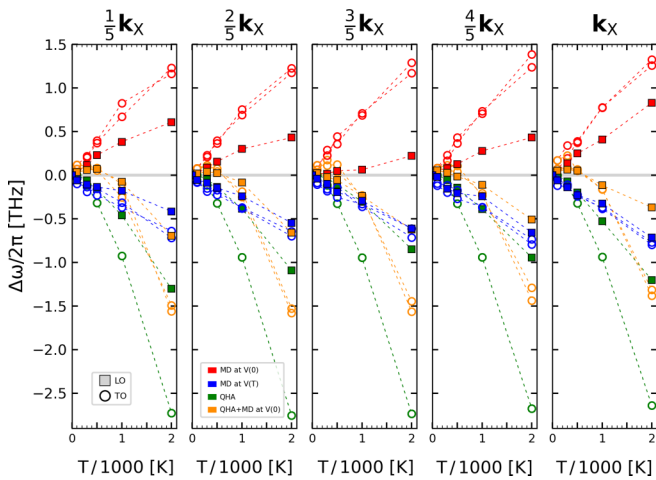 1/5 k_X 2/5 k_X 3/5 k_X 4/5 k_X k_X
1.5
1.0
0.5
0.0
−0.5
−1.0
−1.5
−2.0
−2.5
Δω/2π [THz]
LO
TO
MD at V(0)
MD at V(T)
QHA
QHA+MD at V(0)
0 1 2 0 1 2 0 1 2 0 1 2 0 1 2
T/1000 [K] T/1000 [K] T/1000 [K] T/1000 [K] T/1000 [K]